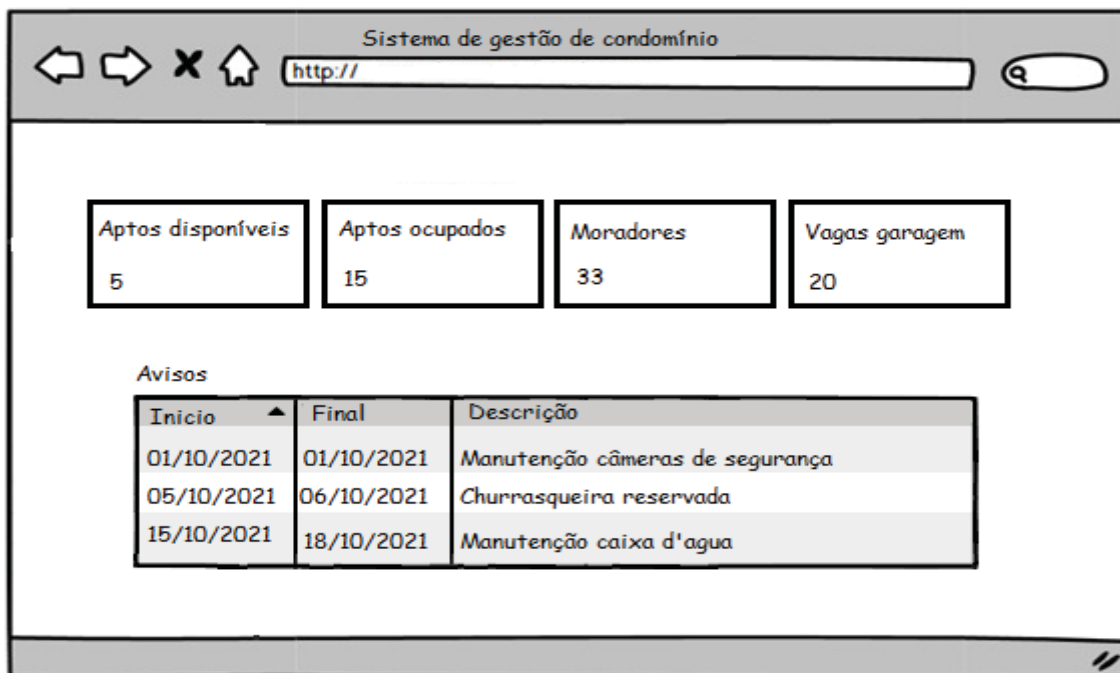 Sistema de gestão de condomínio
http://
Aptos disponíveis
5
Aptos ocupados
15
Moradores
33
Vagas garagem
20
Avisos
Inicio Final Descrição
01/10/2021 01/10/2021 Manutenção câmeras de segurança
05/10/2021 06/10/2021 Churrasqueira reservada
15/10/2021 18/10/2021 Manutenção caixa d'agua